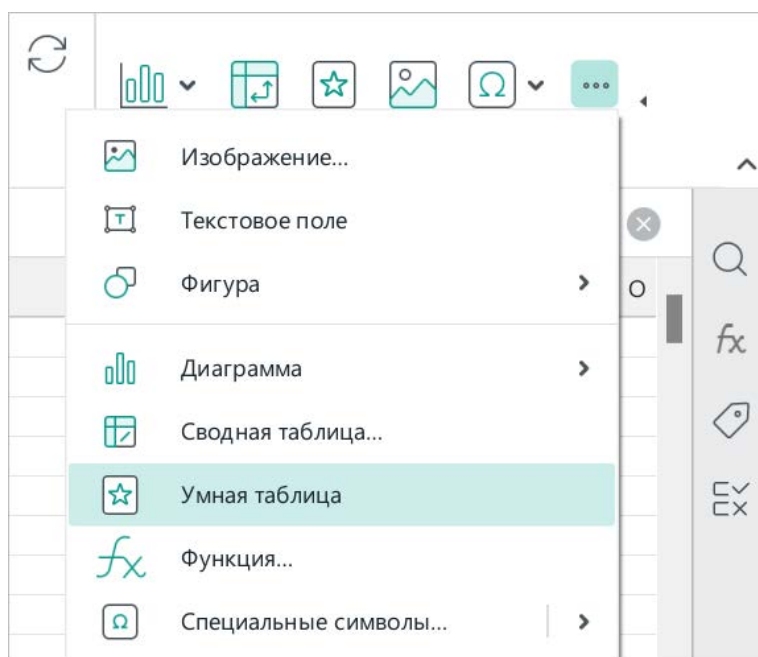 Изображение...
Текстовое поле
Фигура
O
Диаграмма
Сводная таблица...
Умная таблица
Функция...
Специальные символы...